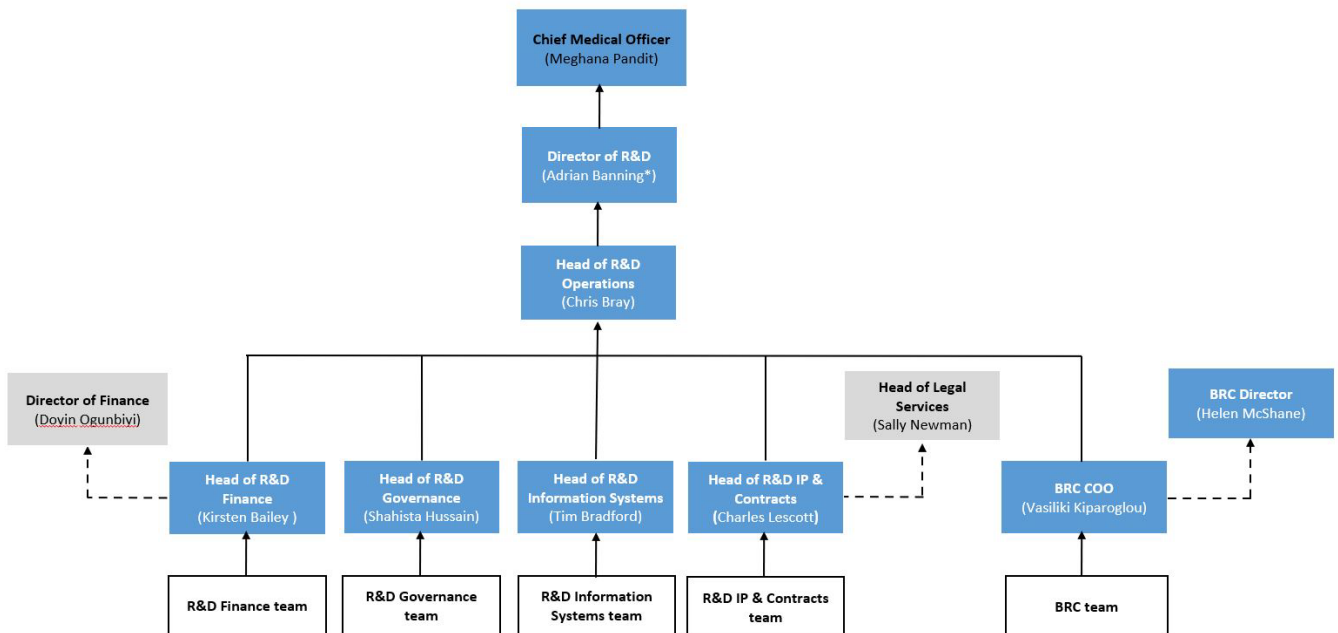 Chief Medical Officer
(Meghana Pandit)
Director of R&D
(Adrian Banning*)
Head of R&D
Operations
(Chris Bray)
Director of Finance
(Doyin Ogunbiyi)
Head of Legal
Services
(Sally Newman)
BRC Director
(Helen McShane)
Head of R&D
Finance
(Kirsten Bailey )
Head of R&D
Governance
(Shahista Hussain)
Head of R&D
Information Systems
(Tim Bradford)
Head of R&D IP &
Contracts
(Charles Lescott)
BRC COO
(Vasiliki Kiparoglou)
R&D Finance team
R&D Governance
team
R&D Information
Systems team
R&D IP & Contracts
team
BRC team